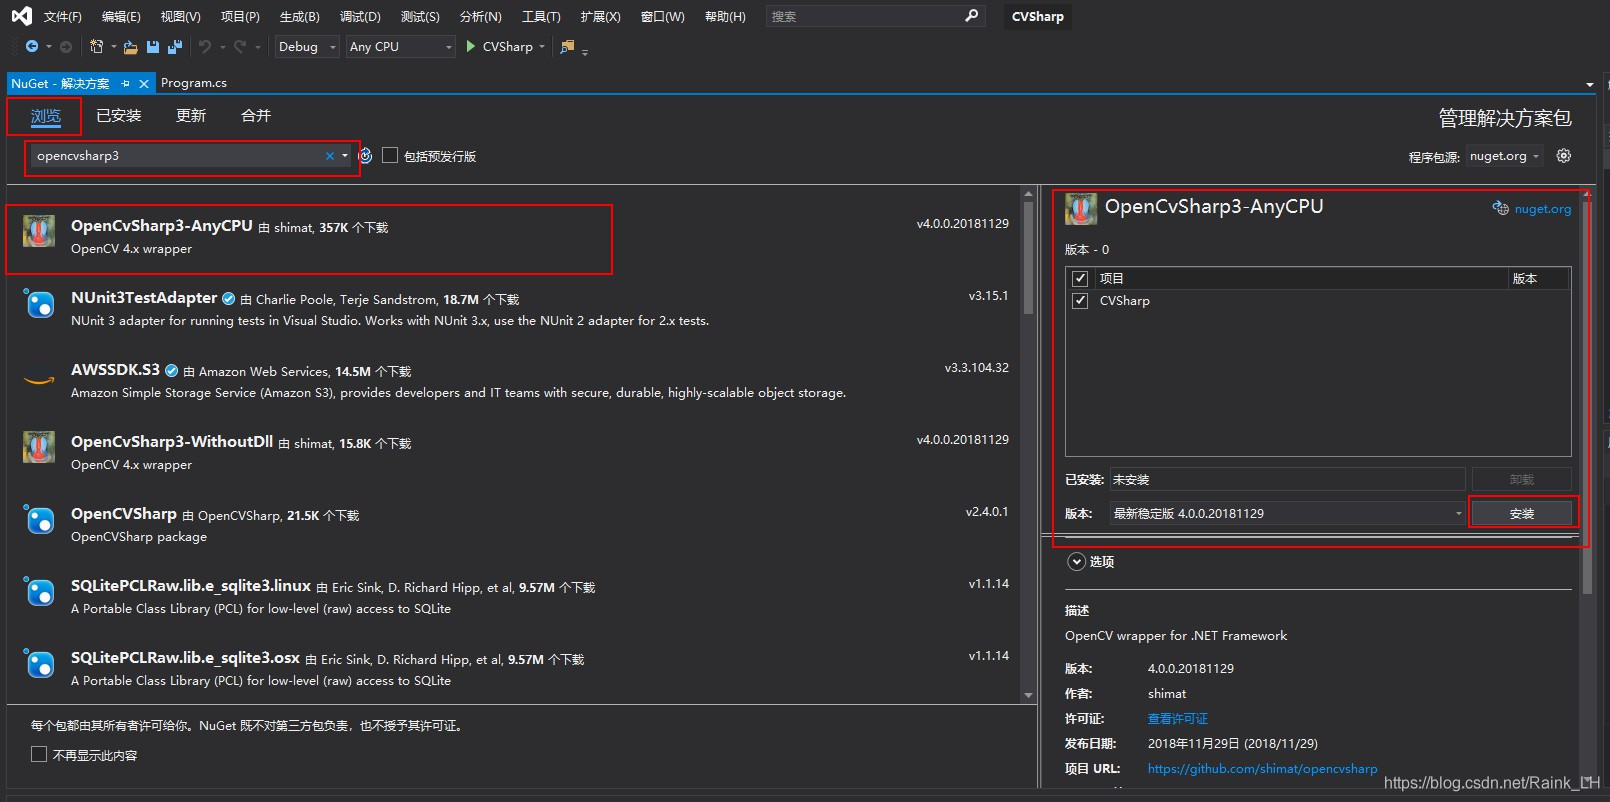 文件(F) 编辑(E) 视图(V) 项目(P) 生成(B) 调试(D) 测试(S) 分析(N) 工具(T) 扩展(X) 窗口(W) 帮助(H) 搜索 CVSharp
Debug Any CPU CVSharp
NuGet - 解决方案 Program.cs
浏览 已安装 更新 合并 管理解决方案包
opencvsharp3 包括预发行版 程序包源: nuget.org
OpenCvSharp3-AnyCPU 由 shimat, 357K 个下载 v4.0.0.20181129
OpenCV 4.x wrapper
NUnit3TestAdapter 由 Charlie Poole, Terje Sandstrom, 18.7M 个下载 v3.15.1
NUnit 3 adapter for running tests in Visual Studio. Works with NUnit 3.x, use the NUnit 2 adapter for 2.x tests.
AWSSDK.S3 由 Amazon Web Services, 14.5M 个下载 v3.3.104.32
Amazon Simple Storage Service (Amazon S3), provides developers and IT teams with secure, durable, highly-scalable object storage.
OpenCvSharp3-WithoutDll 由 shimat, 15.8K 个下载 v4.0.0.20181129
OpenCV 4.x wrapper
OpenCVSharp 由 OpenCVSharp, 21.5K 个下载 v2.4.0.1
OpenCVSharp package
SQLitePCLRaw.lib.e_sqlite3.linux 由 Eric Sink, D. Richard Hipp, et al, 9.57M 个下载 v1.1.14
A Portable Class Library (PCL) for low-level (raw) access to SQLite
SQLitePCLRaw.lib.e_sqlite3.osx 由 Eric Sink, D. Richard Hipp, et al, 9.57M 个下载 v1.1.14
A Portable Class Library (PCL) for low-level (raw) access to SQLite
每个包都由其所有者许可给你。NuGet 既不对第三方包负责，也不授予其许可证。
不再显示此内容
OpenCvSharp3-AnyCPU nuget.org
版本 - 0
项目 版本
CVSharp
已安装: 未安装 卸载
版本: 最新稳定版 4.0.0.20181129 安装
选项
描述
OpenCV wrapper for .NET Framework
版本: 4.0.0.20181129
作者: shimat
许可证: 查看许可证
发布日期: 2018年11月29日 (2018/11/29)
项目 URL: https://github.com/shimat/opencvsharp
https://blog.csdn.net/Raink_LH